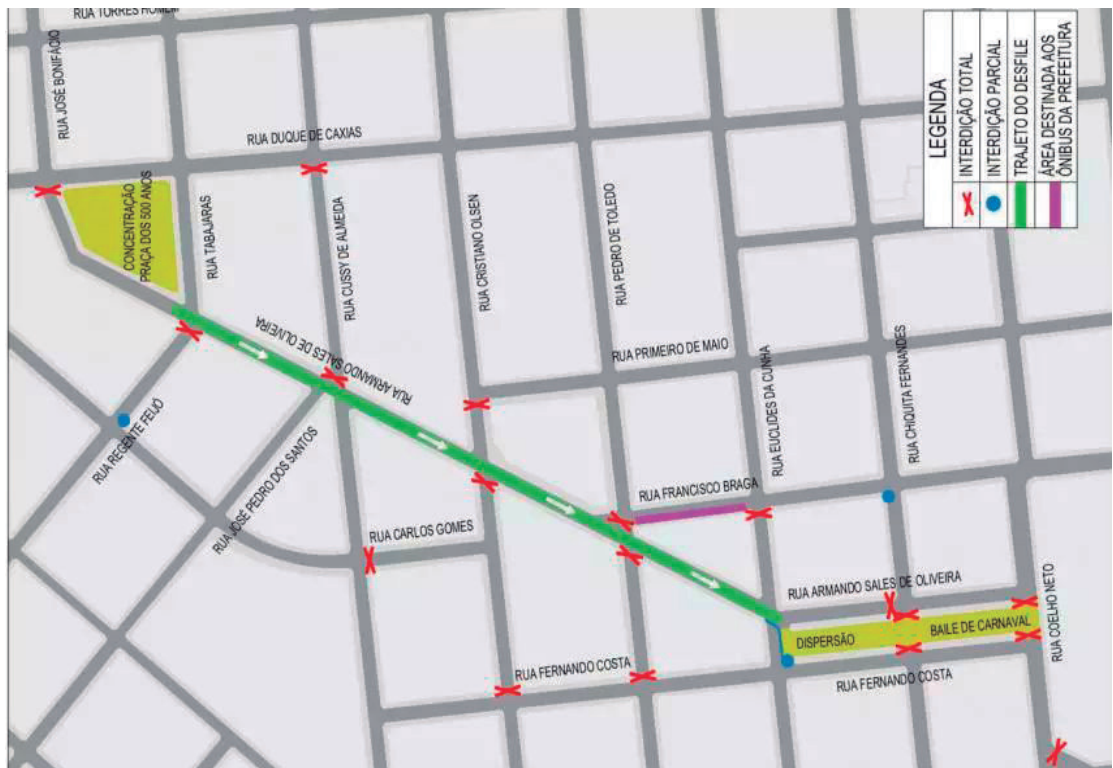 RUA TORRES HOMEM
RUA JOSÉ BONIFÁCIO
RUA DUQUE DE CAXIAS
CONCENTRAÇÃO
PRAÇA DOS 500 ANOS
RUA TABAJARAS
RUA CUSSY DE ALMEIDA
RUA CRISTIANO OLSEN
RUA PEDRO DE TOLEDO
RUA ARMANDO SALES DE OLIVEIRA
RUA PRIMEIRO DE MAIO
RUA EUCLIDES DA CUNHA
RUA CHIQUITA FERNANDES
RUA REGENTE FEIJÓ
RUA JOSÉ PEDRO DOS SANTOS
RUA CARLOS GOMES
RUA FRANCISCO BRAGA
RUA ARMANDO SALES DE OLIVEIRA
DISPERSÃO
BAILE DE CARNAVAL
RUA COELHO NETO
RUA FERNANDO COSTA
RUA FERNANDO COSTA
LEGENDA
INTERDIÇÃO TOTAL
INTERDIÇÃO PARCIAL
TRAJETO DO DESFILE
ÁREA DESTINADA AOS
ÔNIBUS DA PREFEITURA